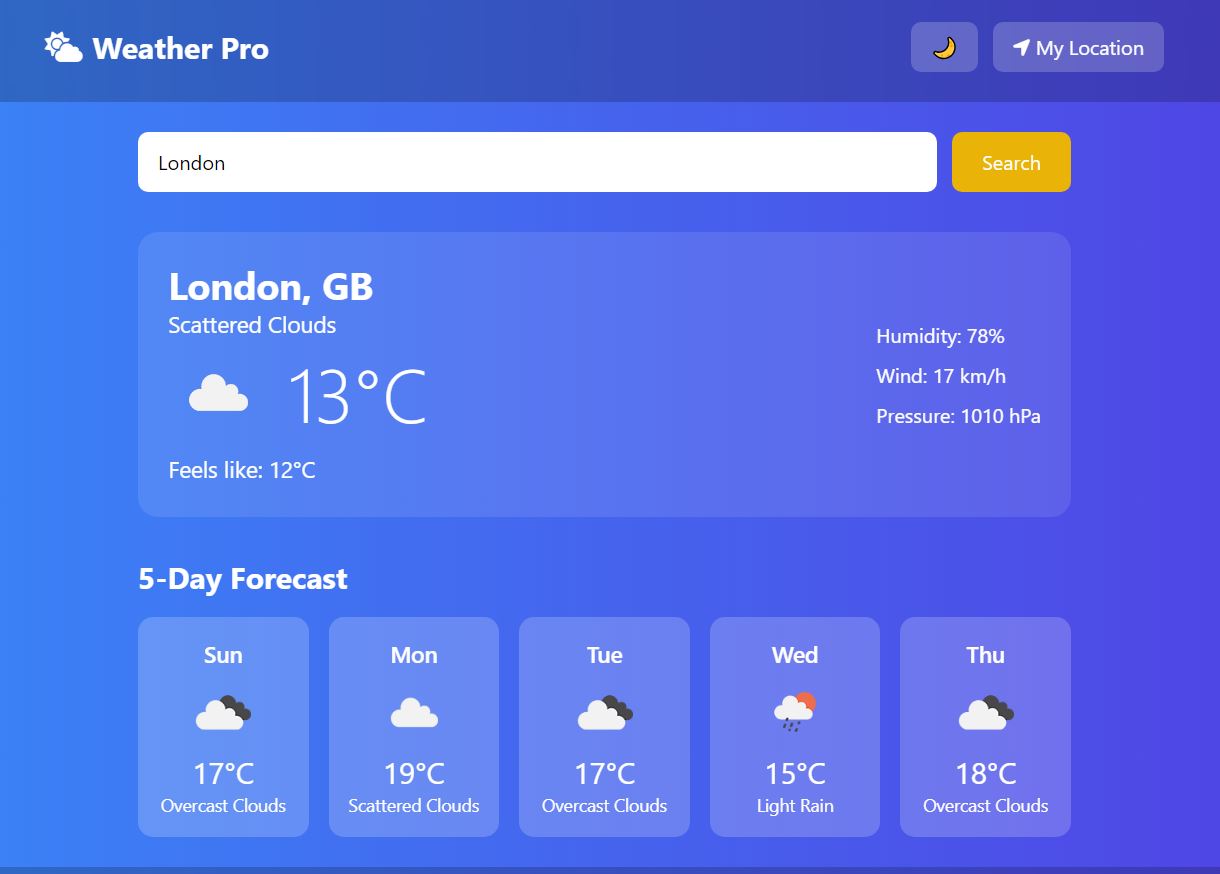 Weather Pro
My Location
London
Search
London, GB
Scattered Clouds
13°C
Feels like: 12°C
Humidity: 78%
Wind: 17 km/h
Pressure: 1010 hPa
5-Day Forecast
Sun
17°C
Overcast Clouds
Mon
19°C
Scattered Clouds
Tue
17°C
Overcast Clouds
Wed
15°C
Light Rain
Thu
18°C
Overcast Clouds